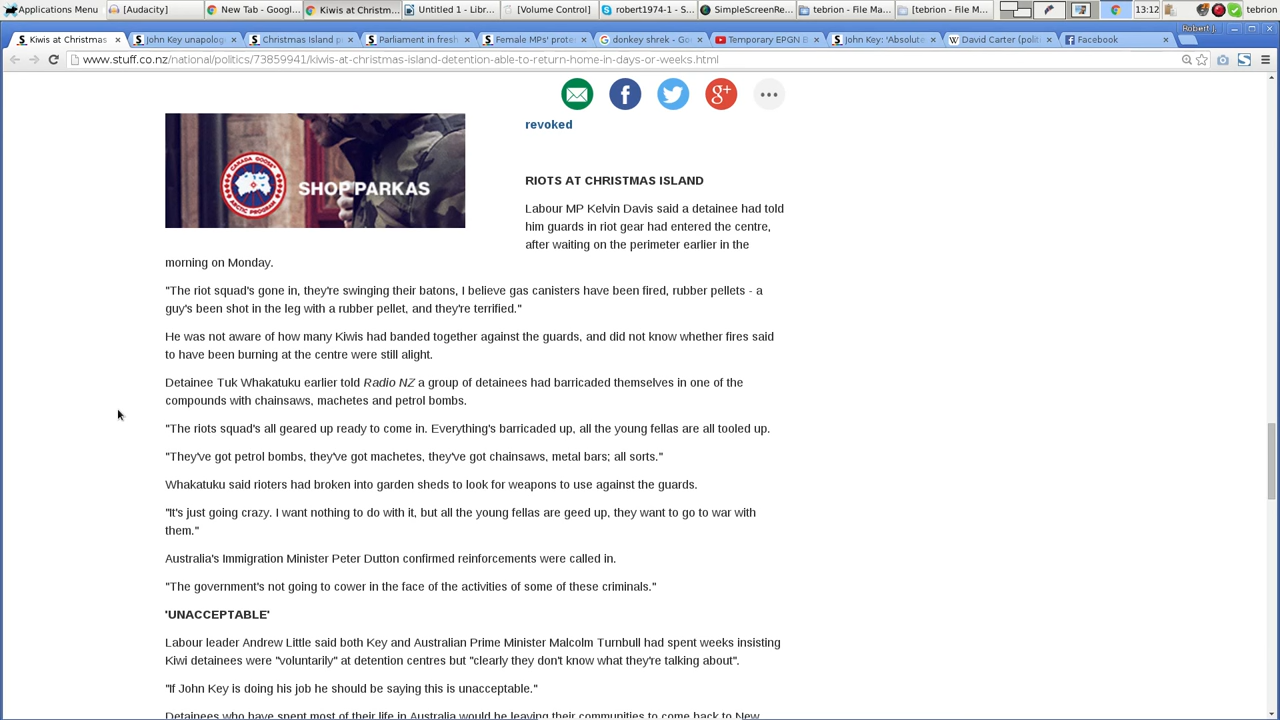 Applications Menu
[Audacity]
New Tab - Googl...
Kiwis at Christm...
Untitled 1 - Libr...
[Volume Control]
robert1974-1 - S...
SimpleScreenRe...
tebrion - File Ma...
[tebrion - File M...
13:12
tebrion
Kiwis at Christmas
John Key unapolog
Christmas Island p
Parliament in fresh
Female MPs' prote
donkey shrek - Go
Temporary EPGN B
John Key: 'Absolute
David Carter (polit
Facebook
Robert J.
www.stuff.co.nz/national/politics/73859941/kiwis-at-christmas-island-detention-able-to-return-home-in-days-or-weeks.html
revoked
CANADA GOOSE
ARCTIC PROGRAM
SHOP PARKAS
RIOTS AT CHRISTMAS ISLAND
Labour MP Kelvin Davis said a detainee had told
him guards in riot gear had entered the centre,
after waiting on the perimeter earlier in the
morning on Monday.
"The riot squad's gone in, they're swinging their batons, I believe gas canisters have been fired, rubber pellets - a
guy's been shot in the leg with a rubber pellet, and they're terrified."
He was not aware of how many Kiwis had banded together against the guards, and did not know whether fires said
to have been burning at the centre were still alight.
Detainee Tuk Whakatuku earlier told Radio NZ a group of detainees had barricaded themselves in one of the
compounds with chainsaws, machetes and petrol bombs.
"The riots squad's all geared up ready to come in. Everything's barricaded up, all the young fellas are all tooled up.
"They've got petrol bombs, they've got machetes, they've got chainsaws, metal bars; all sorts."
Whakatuku said rioters had broken into garden sheds to look for weapons to use against the guards.
"It's just going crazy. I want nothing to do with it, but all the young fellas are geed up, they want to go to war with
them."
Australia's Immigration Minister Peter Dutton confirmed reinforcements were called in.
"The government's not going to cower in the face of the activities of some of these criminals."
'UNACCEPTABLE'
Labour leader Andrew Little said both Key and Australian Prime Minister Malcolm Turnbull had spent weeks insisting
Kiwi detainees were "voluntarily" at detention centres but "clearly they don't know what they're talking about".
"If John Key is doing his job he should be saying this is unacceptable."
Detainees who have spent most of their life in Australia would be leaving their communities to come back to New